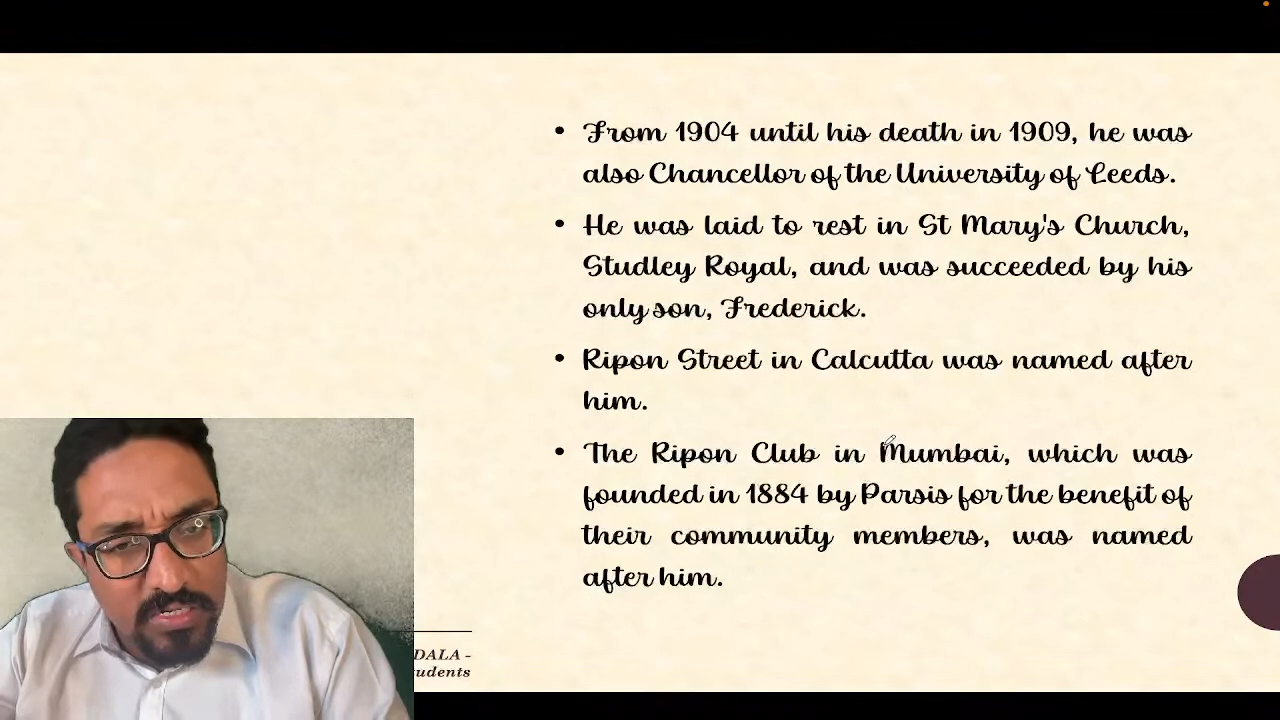 • From 1904 until his death in 1909, he was
also Chancellor of the University of Leeds.
• He was laid to rest in St Mary's Church,
Studley Royal, and was succeeded by his
only son, Frederick.
• Ripon Street in Calcutta was named after
him.
• The Ripon Club in Mumbai, which was
founded in 1884 by Parsis for the benefit of
their community members, was named
after him.
DALA -
udents